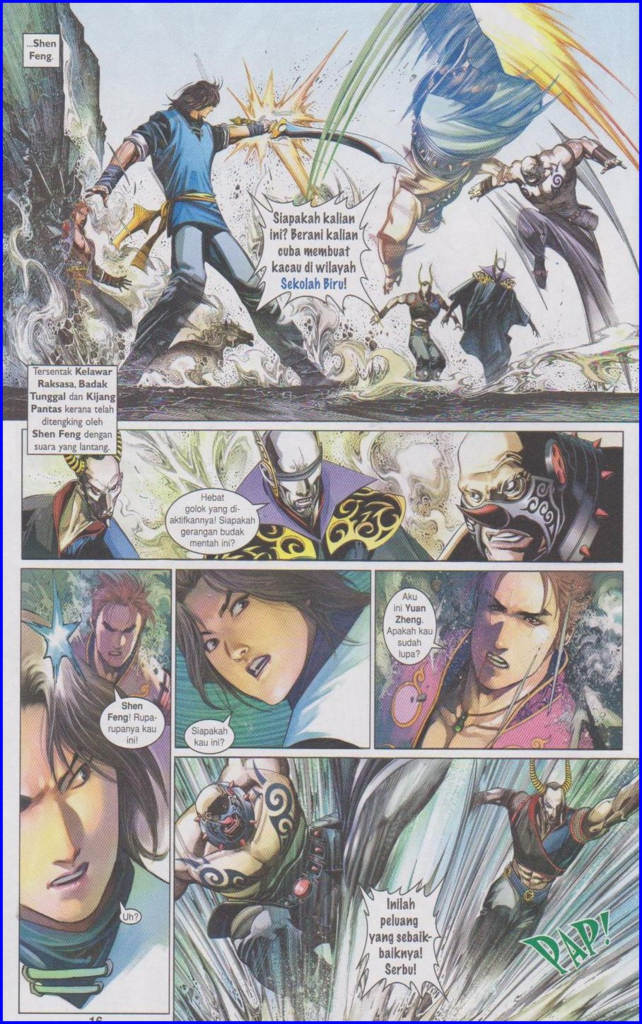 ...Shen
Feng.
Siapakah kalian
ini? Berani kalian
cuba membuat
kacau di wilayah
Sekolah Biru!
Tersentak Kelawar
Raksasa, Badak
Tunggal dan Kijang
Pantas kerana telah
ditengking oleh
Shen Feng dengan
suara yang lantang.
Hebat
golok yang di-
aktifkannya! Siapakah
gerangan budak
mentah ini?
Shen
Feng! Rupa-
rupanya kau
ini!
Uh?
Siapakah
kau ini?
Aku
ini Yuan
Zheng.
Apakah kau
sudah
lupa?
Inilah
peluang
yang sebaik-
baiknya!
Serbu!
PAP!
16